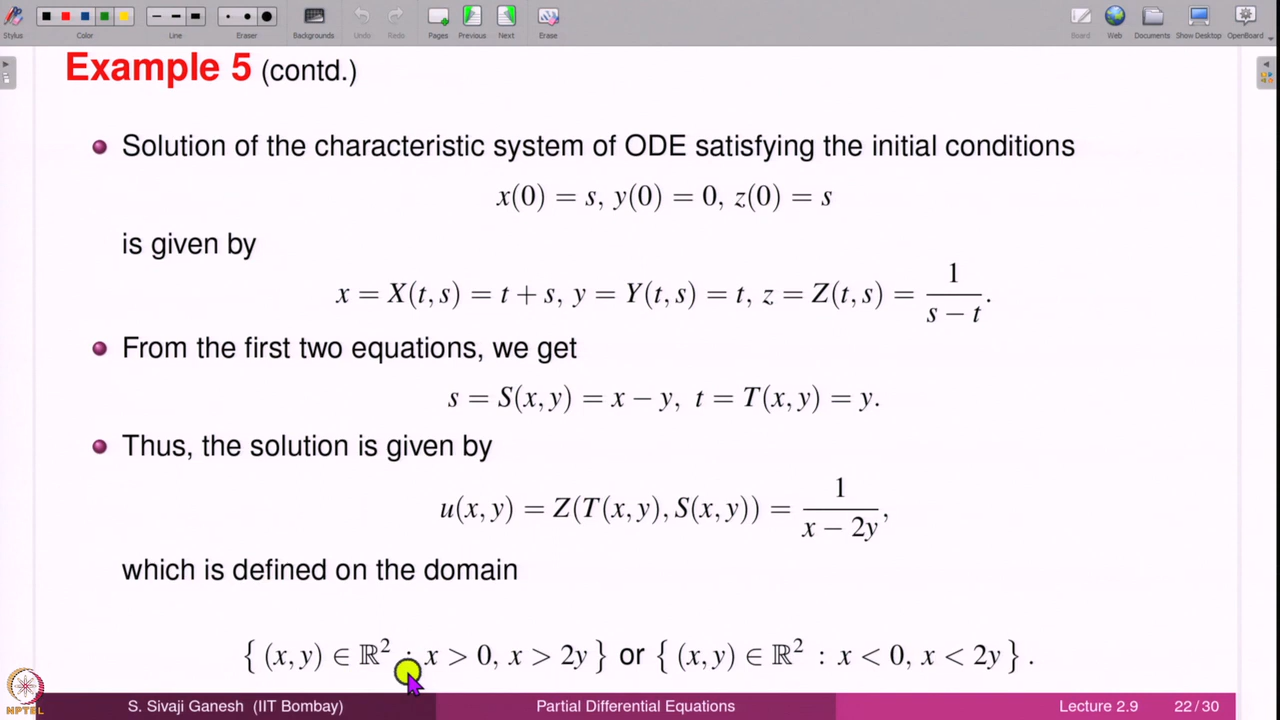 Stylus Color Line Eraser Backgrounds Undo Redo Pages Previous Next Erase Board Web Documents Show Desktop OpenBoard
Example 5 (contd.)
Solution of the characteristic system of ODE satisfying the initial conditions
x(0) = s, y(0) = 0, z(0) = s
is given by
x = X(t, s) = t + s, y = Y(t, s) = t, z = Z(t, s) = 1/(s − t).
From the first two equations, we get
s = S(x, y) = x − y, t = T(x, y) = y.
Thus, the solution is given by
u(x, y) = Z(T(x, y), S(x, y)) = 1/(x − 2y),
which is defined on the domain
{ (x, y) ∈ ℝ² : x > 0, x > 2y } or { (x, y) ∈ ℝ² : x < 0, x < 2y } .
NPTEL
S. Sivaji Ganesh (IIT Bombay) Partial Differential Equations Lecture 2.9 22 / 30